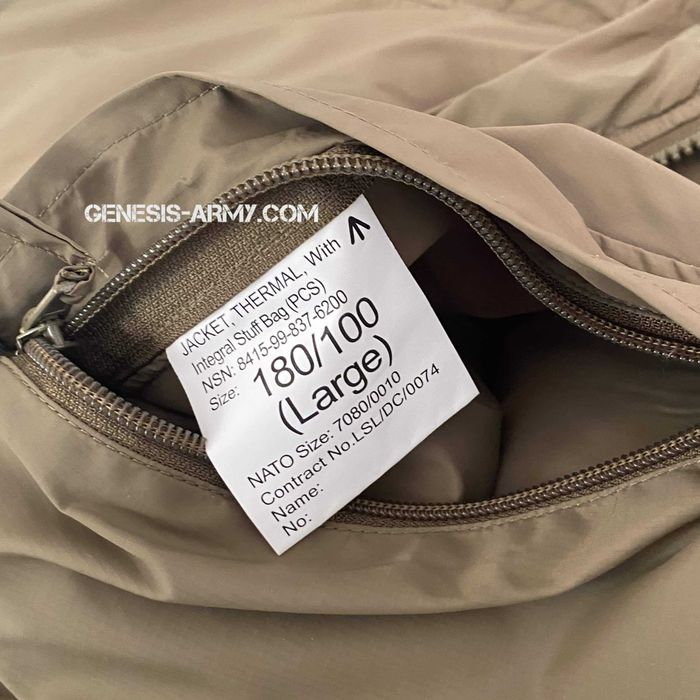 GENESIS-ARMY.COM
JACKET, THERMAL, With
Integral Stuff Bag (PCS)
NSN: 8415-99-837-6200
Size: 180/100
(Large)
NATO Size: 7080/0010
Contract No.LSL/DC/0074
Name:
No: